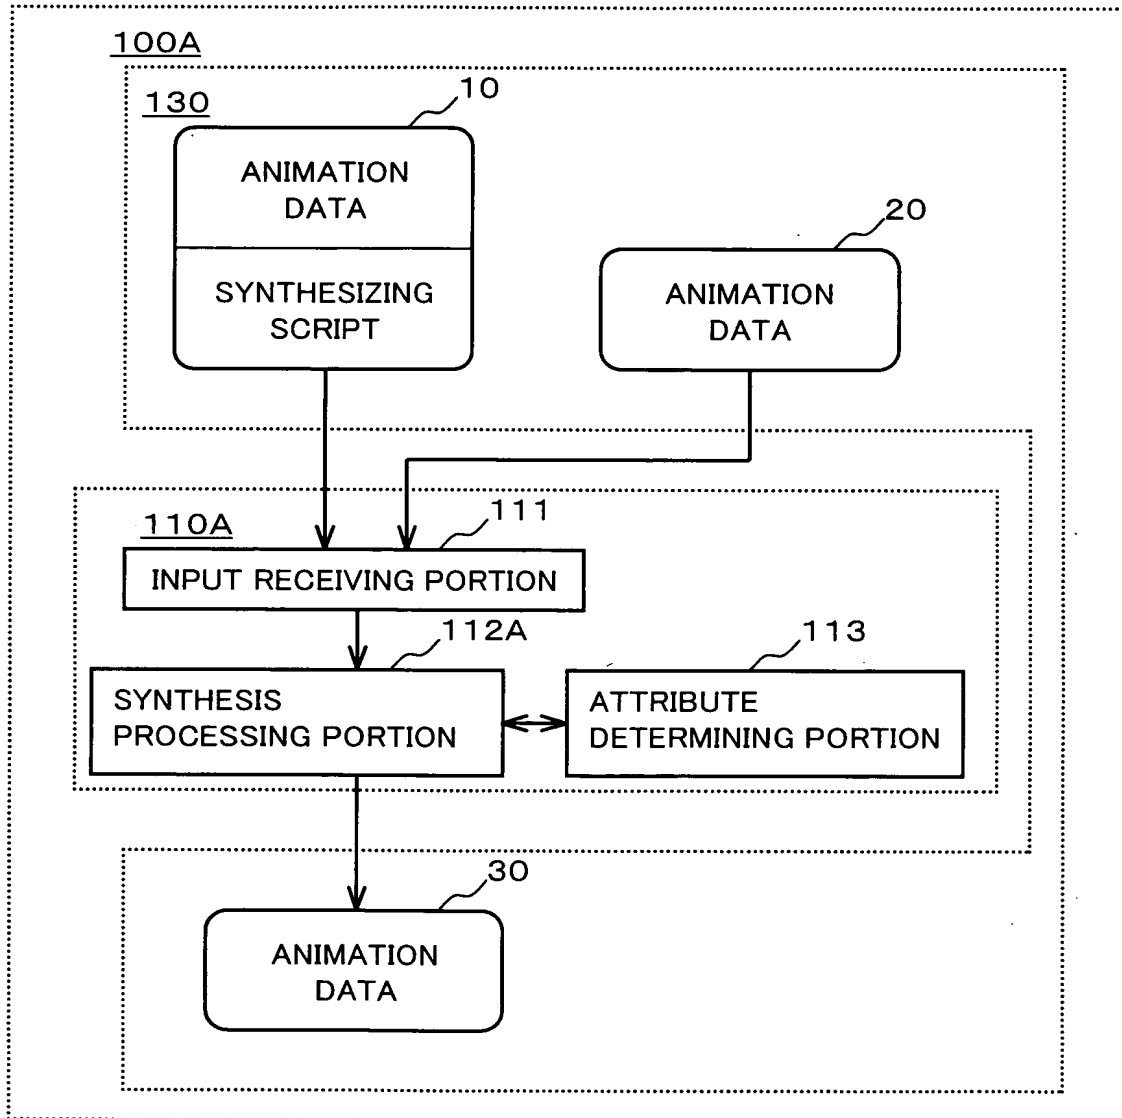 100A
130
10
ANIMATION
DATA
SYNTHESIZING
SCRIPT
20
ANIMATION
DATA
110A
111
INPUT RECEIVING PORTION
112A
SYNTHESIS
PROCESSING PORTION
113
ATTRIBUTE
DETERMINING PORTION
30
ANIMATION
DATA